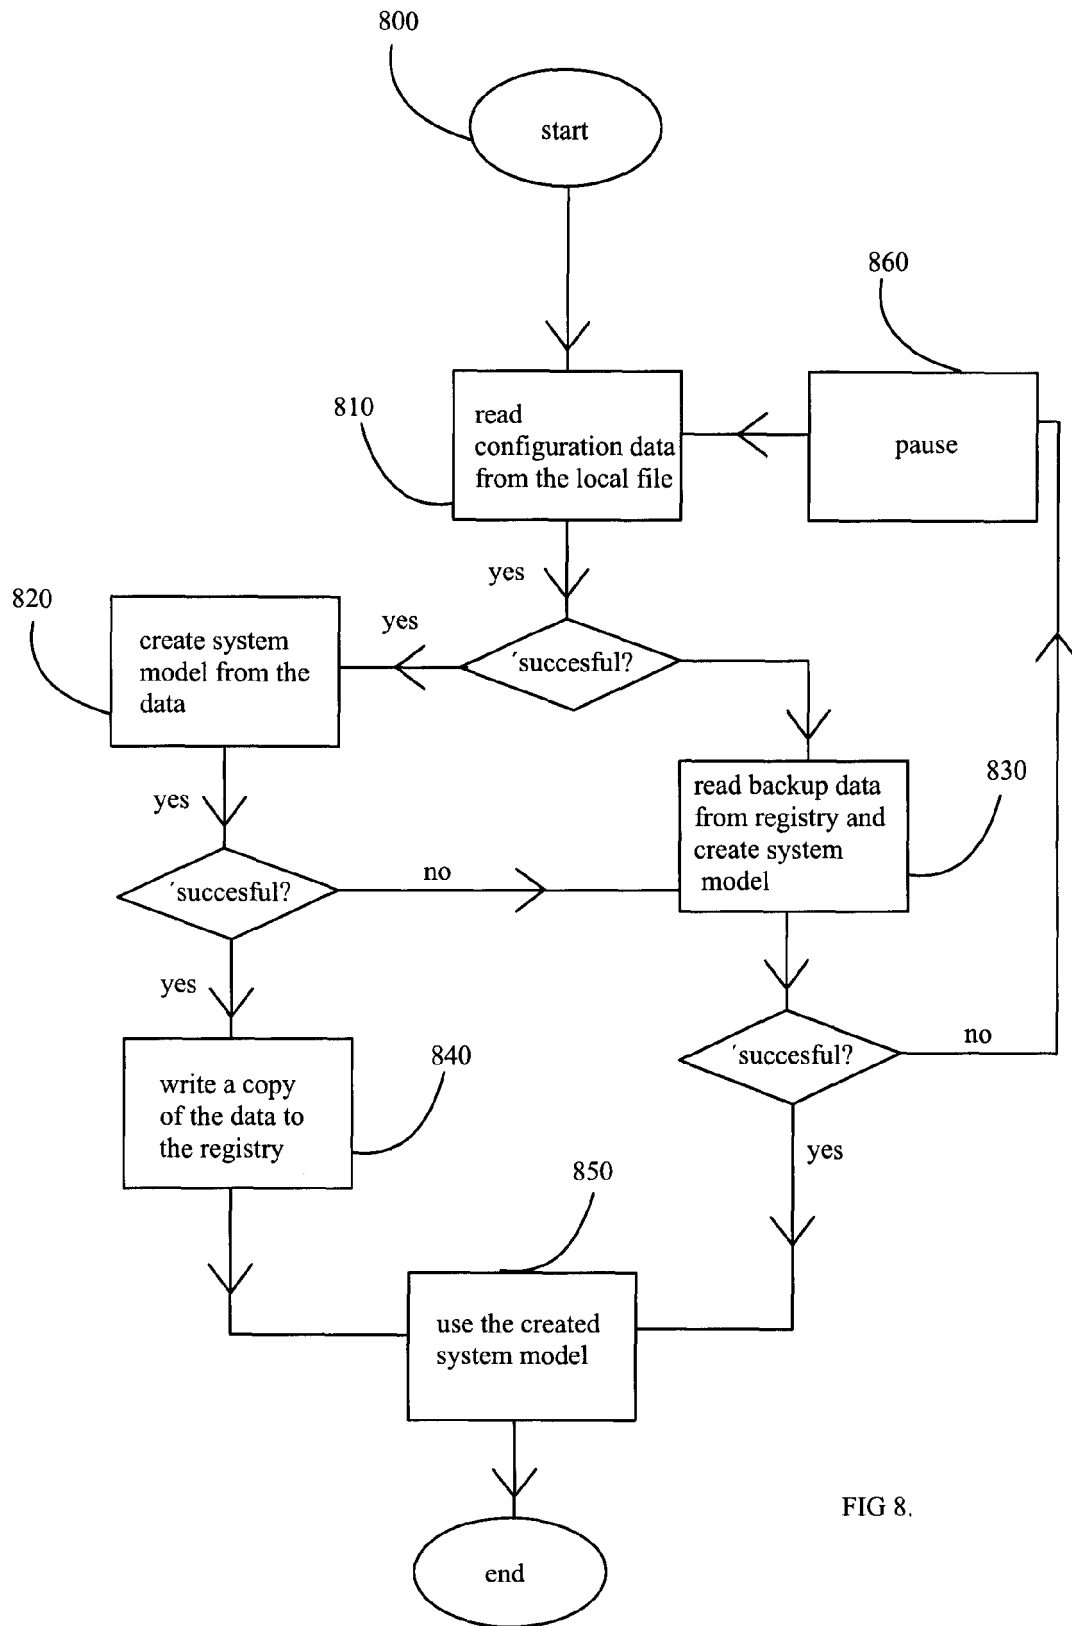 800
start
860
810
read
configuration data
from the local file
pause
yes
820
yes
create system
model from the
data
´succesful?
830
read backup data
from registry and
create system
model
yes
´succesful?
no
yes
´succesful?
no
840
write a copy
of the data to
the registry
yes
850
use the created
system model
FIG 8.
end